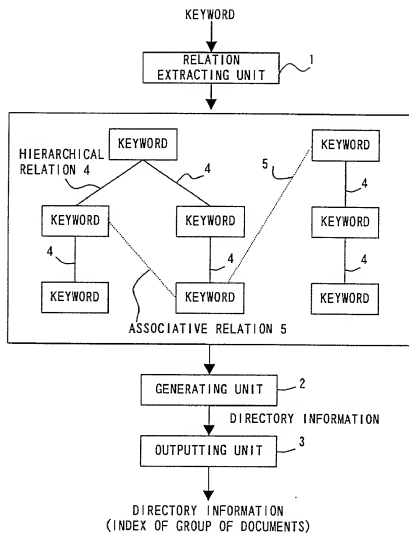 KEYWORD
RELATION
EXTRACTING UNIT
1
KEYWORD
KEYWORD
HIERARCHICAL
RELATION 4
4
5
4
KEYWORD
KEYWORD
KEYWORD
4
4
4
KEYWORD
KEYWORD
KEYWORD
ASSOCIATIVE RELATION 5
GENERATING UNIT
2
DIRECTORY INFORMATION
OUTPUTTING UNIT
3
DIRECTORY INFORMATION
(INDEX OF GROUP OF DOCUMENTS)